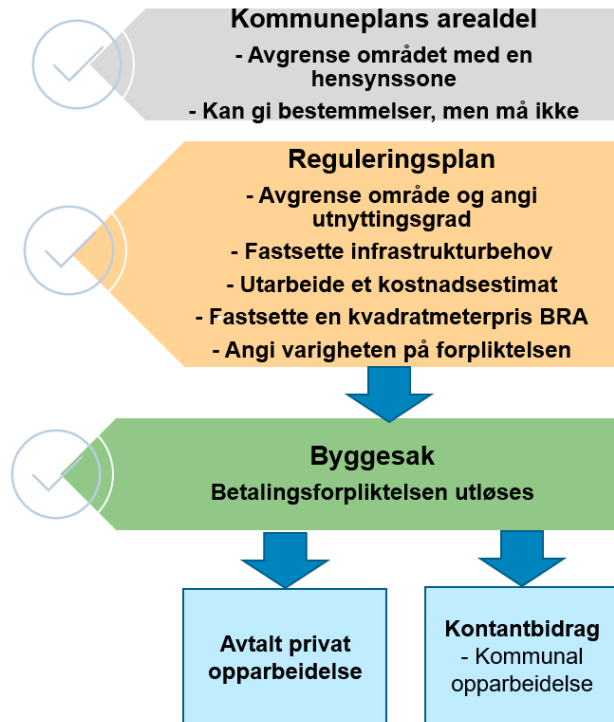 Kommuneplans arealdel
- Avgrense området med en
hensynssone
- Kan gi bestemmelser, men må ikke
Reguleringsplan
- Avgrense område og angi
utnyttingsgrad
- Fastsette infrastrukturbehov
- Utarbeide et kostnadsestimat
- Fastsette en kvadratmeterpris BRA
- Angi varigheten på forpliktelsen
Byggesak
Betalingsforpliktelsen utløses
Avtalt privat
opparbeidelse
Kontantbidrag
- Kommunal
opparbeidelse